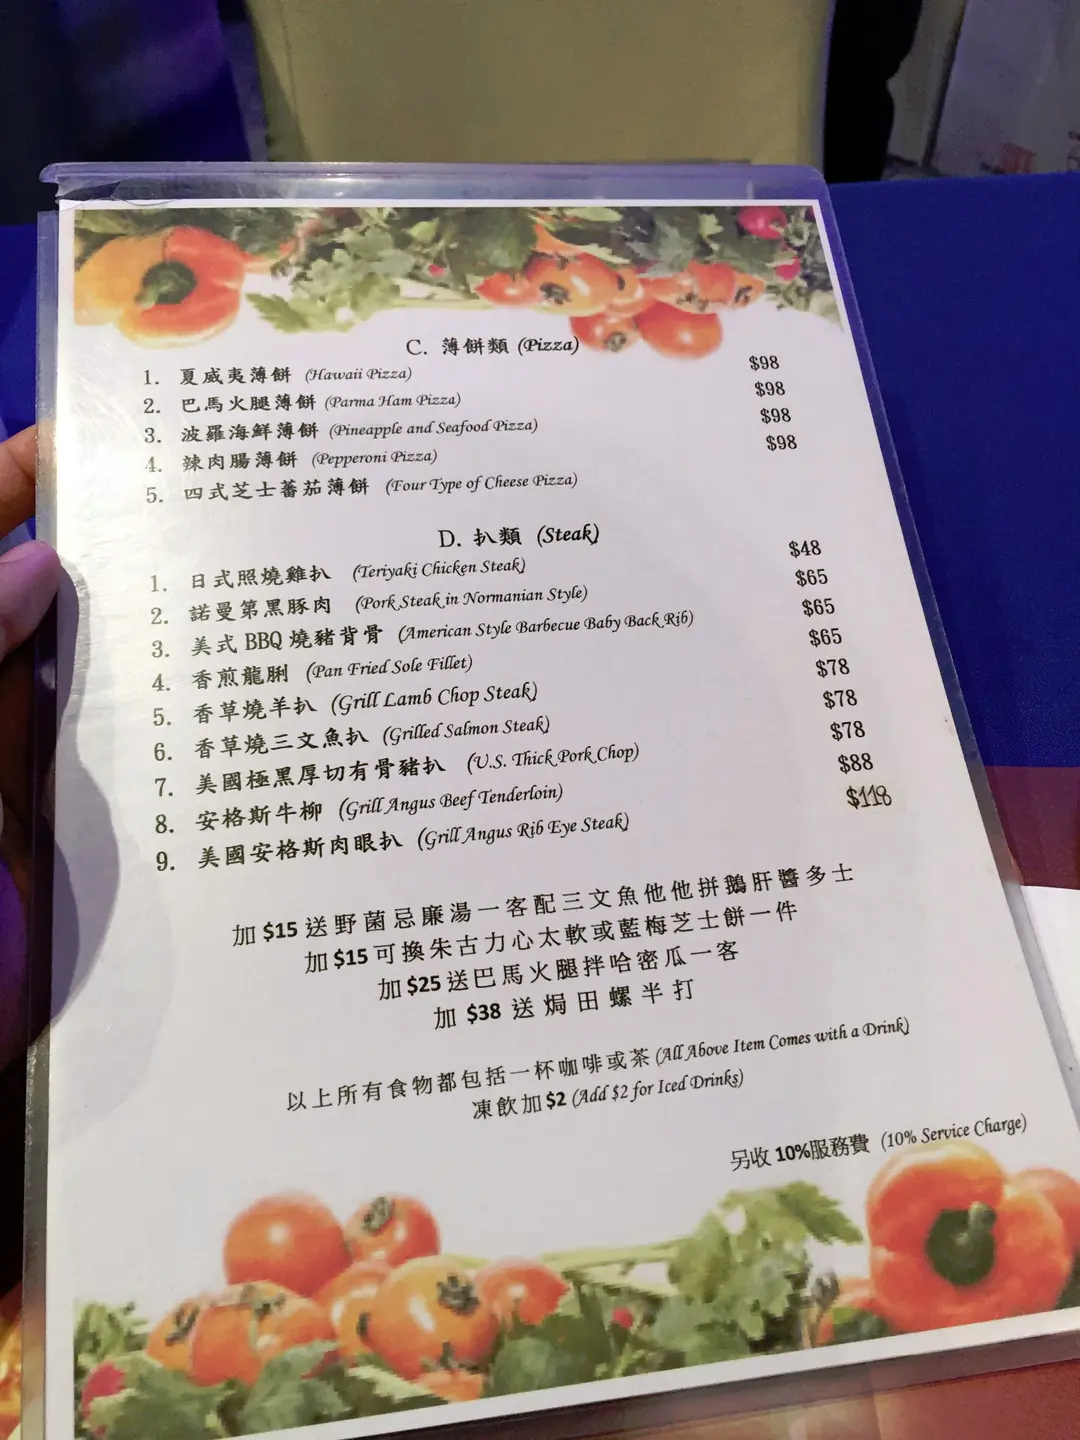 C. 薄餅類 (Pizza)
1. 夏威夷薄餅 (Hawaii Pizza) $98
2. 巴馬火腿薄餅 (Parma Ham Pizza) $98
3. 波羅海鮮薄餅 (Pineapple and Seafood Pizza) $98
4. 辣肉腸薄餅 (Pepperoni Pizza) $98
5. 四式芝士蕃茄薄餅 (Four Type of Cheese Pizza)
D. 扒類 (Steak)
1. 日式照燒雞扒 (Teriyaki Chicken Steak) $48
2. 諾曼第黑豚肉 (Pork Steak in Normanian Style) $65
3. 美式 BBQ 燒豬背骨 (American Style Barbecue Baby Back Rib) $65
4. 香煎龍脷 (Pan Fried Sole Fillet) $65
5. 香草燒羊扒 (Grill Lamb Chop Steak) $78
6. 香草燒三文魚扒 (Grilled Salmon Steak) $78
7. 美國極黑厚切有骨豬扒 (U.S. Thick Pork Chop) $78
8. 安格斯牛柳 (Grill Angus Beef Tenderloin) $88
9. 美國安格斯肉眼扒 (Grill Angus Rib Eye Steak) $118
加 $15 送野菌忌廉湯一客配三文魚他他拼鵝肝醬多士
加 $15 可換朱古力心太軟或藍梅芝士餅一件
加 $25 送巴馬火腿拌哈密瓜一客
加 $38 送焗田螺半打
以上所有食物都包括一杯咖啡或茶 (All Above Item Comes with a Drink)
凍飲加 $2 (Add $2 for Iced Drinks)
另收 10%服務費 (10% Service Charge)